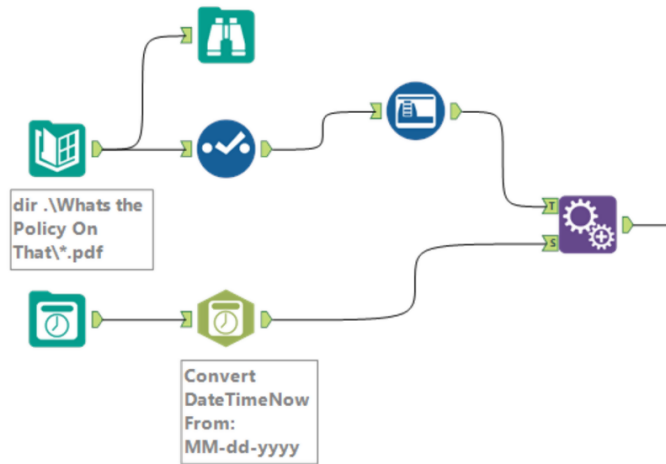 dir .\Whats the
Policy On
That\*.pdf
T
S
Convert
DateTimeNow
From:
MM-dd-yyyy